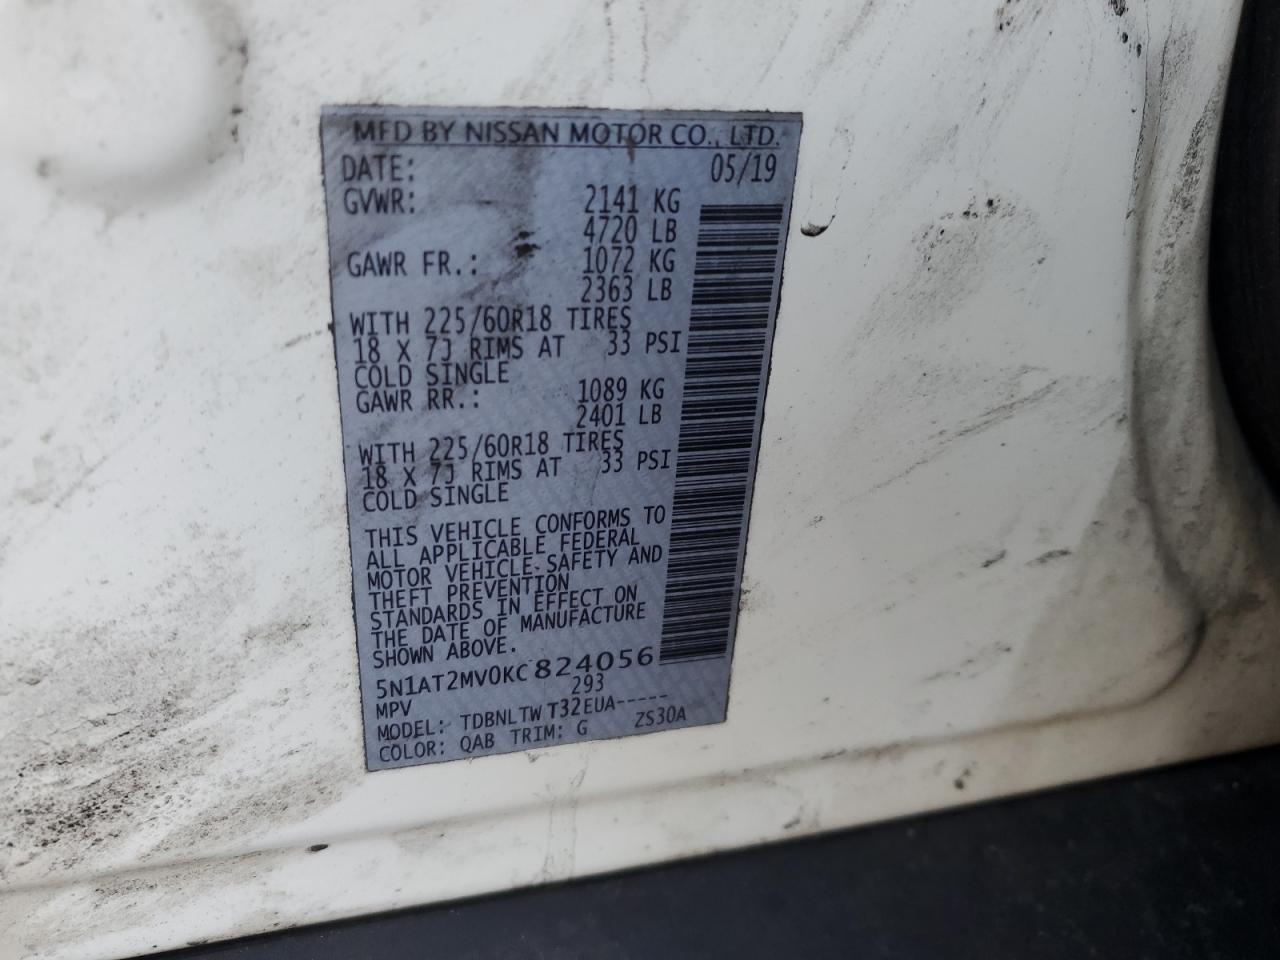 MFD BY NISSAN MOTOR CO., LTD.
DATE: 05/19
GVWR: 2141 KG
4720 LB
GAWR FR.: 1072 KG
2363 LB
WITH 225/60R18 TIRES
18 X 7J RIMS AT 33 PSI
COLD SINGLE
GAWR RR.: 1089 KG
2401 LB
WITH 225/60R18 TIRES
18 X 7J RIMS AT 33 PSI
COLD SINGLE
THIS VEHICLE CONFORMS TO
ALL APPLICABLE FEDERAL
MOTOR VEHICLE SAFETY AND
THEFT PREVENTION
STANDARDS IN EFFECT ON
THE DATE OF MANUFACTURE
SHOWN ABOVE.
5N1AT2MV0KC824056
MPV 293
MODEL: TDBNLTWT32EUA-----
COLOR: QAB TRIM: G ZS30A